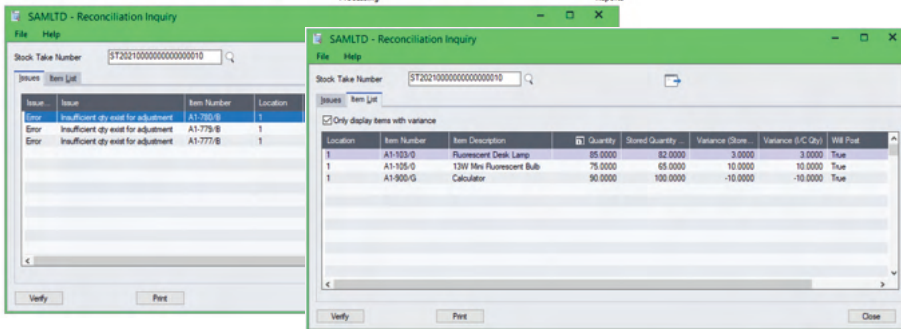 SAMLTD - Reconciliation Inquiry
File Help
Stock Take Number ST20210000000000000010
Issues Item List
Issue... Issue Item Number Location
Error Insufficient qty exist for adjustment A1-780/B 1
Error Insufficient qty exist for adjustment A1-779/B 1
Error Insufficient qty exist for adjustment A1-777/B 1
Verify Print
SAMLTD - Reconciliation Inquiry
File Help
Stock Take Number ST20210000000000000010
Issues Item List
Only display items with variance
Location Item Number Item Description Quantity Stored Quantity ... Variance (Store... Variance (I/C Qty) Will Post
1 A1-103/0 Fluorescent Desk Lamp 85.0000 82.0000 3.0000 3.0000 True
1 A1-105/0 13W Mini Fluorescent Bulb 75.0000 65.0000 10.0000 10.0000 True
1 A1-900/G Calculator 90.0000 100.0000 -10.0000 -10.0000 True
Verify Print Close